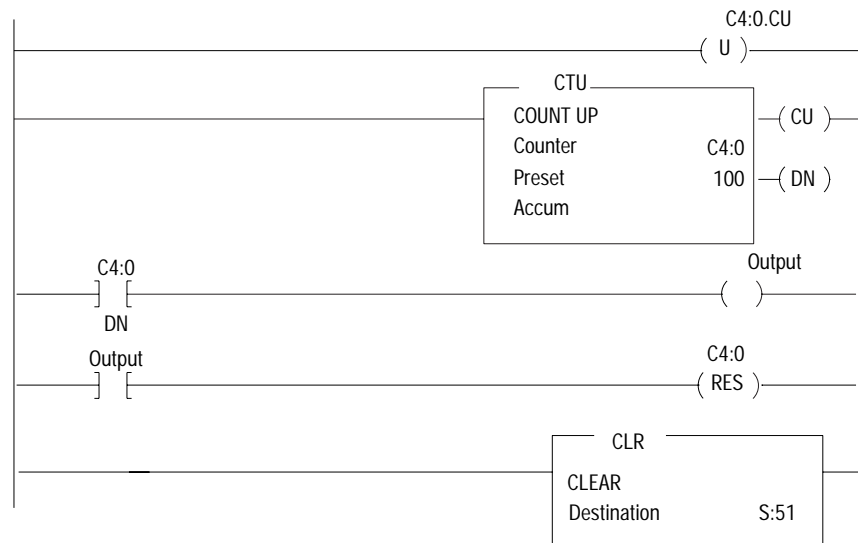 C4:0.CU
( U )
CTU
COUNT UP
( CU )
Counter C4:0
Preset 100 ( DN )
Accum
C4:0
Output
] [
( )
DN
Output
C4:0
] [
( RES )
CLR
CLEAR
Destination S:51